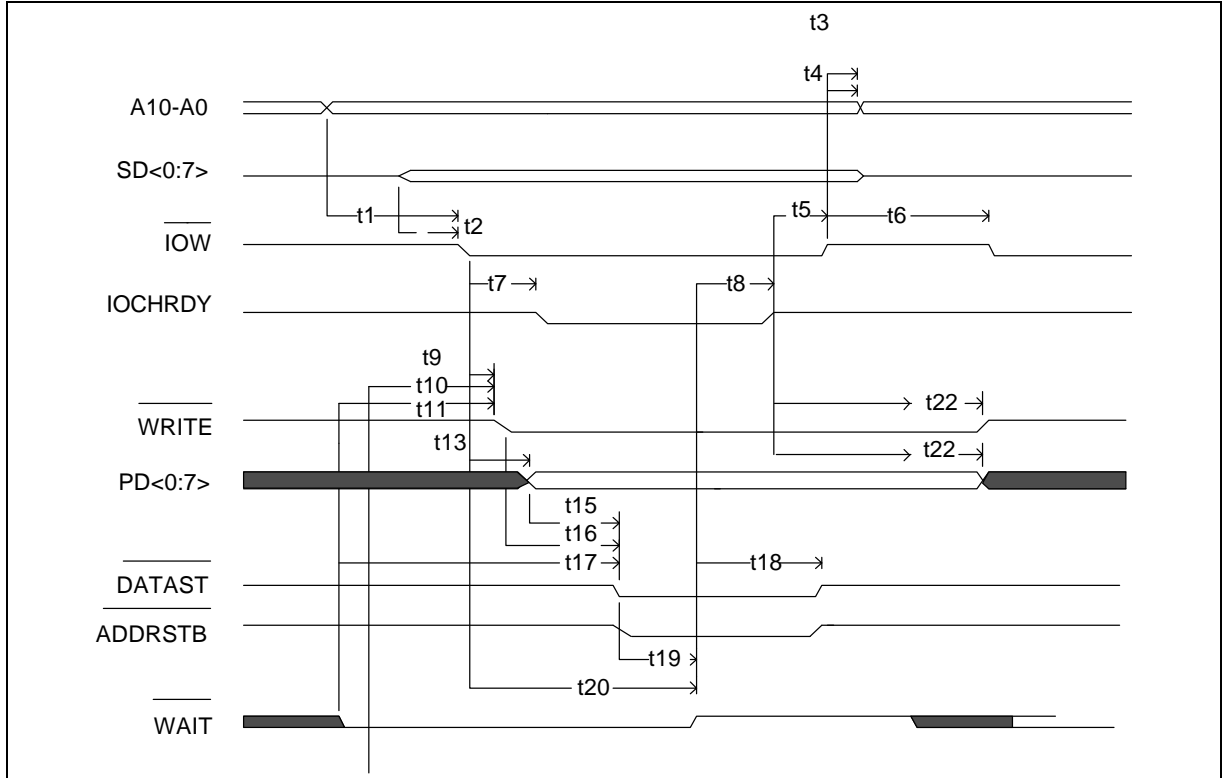 t3
t4
A10-A0
SD<0:7>
t5
t6
t1
t2
IOW
t7
t8
IOCHRDY
t9
t10
t11
t22
WRITE
t13
t22
PD<0:7>
t15
t16
t17
t18
DATAST
ADDRSTB
t19
t20
WAIT